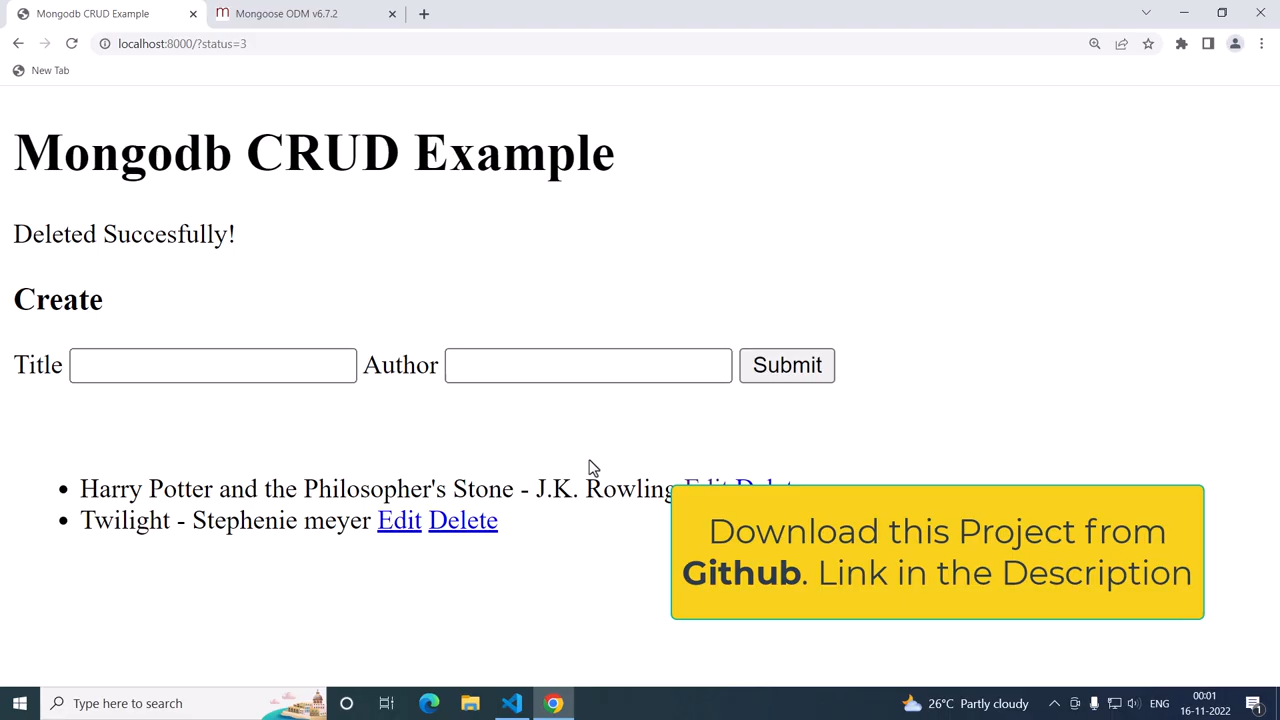 Mongodb CRUD Example
Mongoose ODM v6.7.2
localhost:8000/?status=3
New Tab
Mongodb CRUD Example
Deleted Succesfully!
Create
Title Author Submit
Harry Potter and the Philosopher's Stone - J.K. Rowling Edit Delete
Twilight - Stephenie meyer Edit Delete
Download this Project from
Github. Link in the Description
Type here to search
26°C Partly cloudy
ENG
00:01
16-11-2022
1